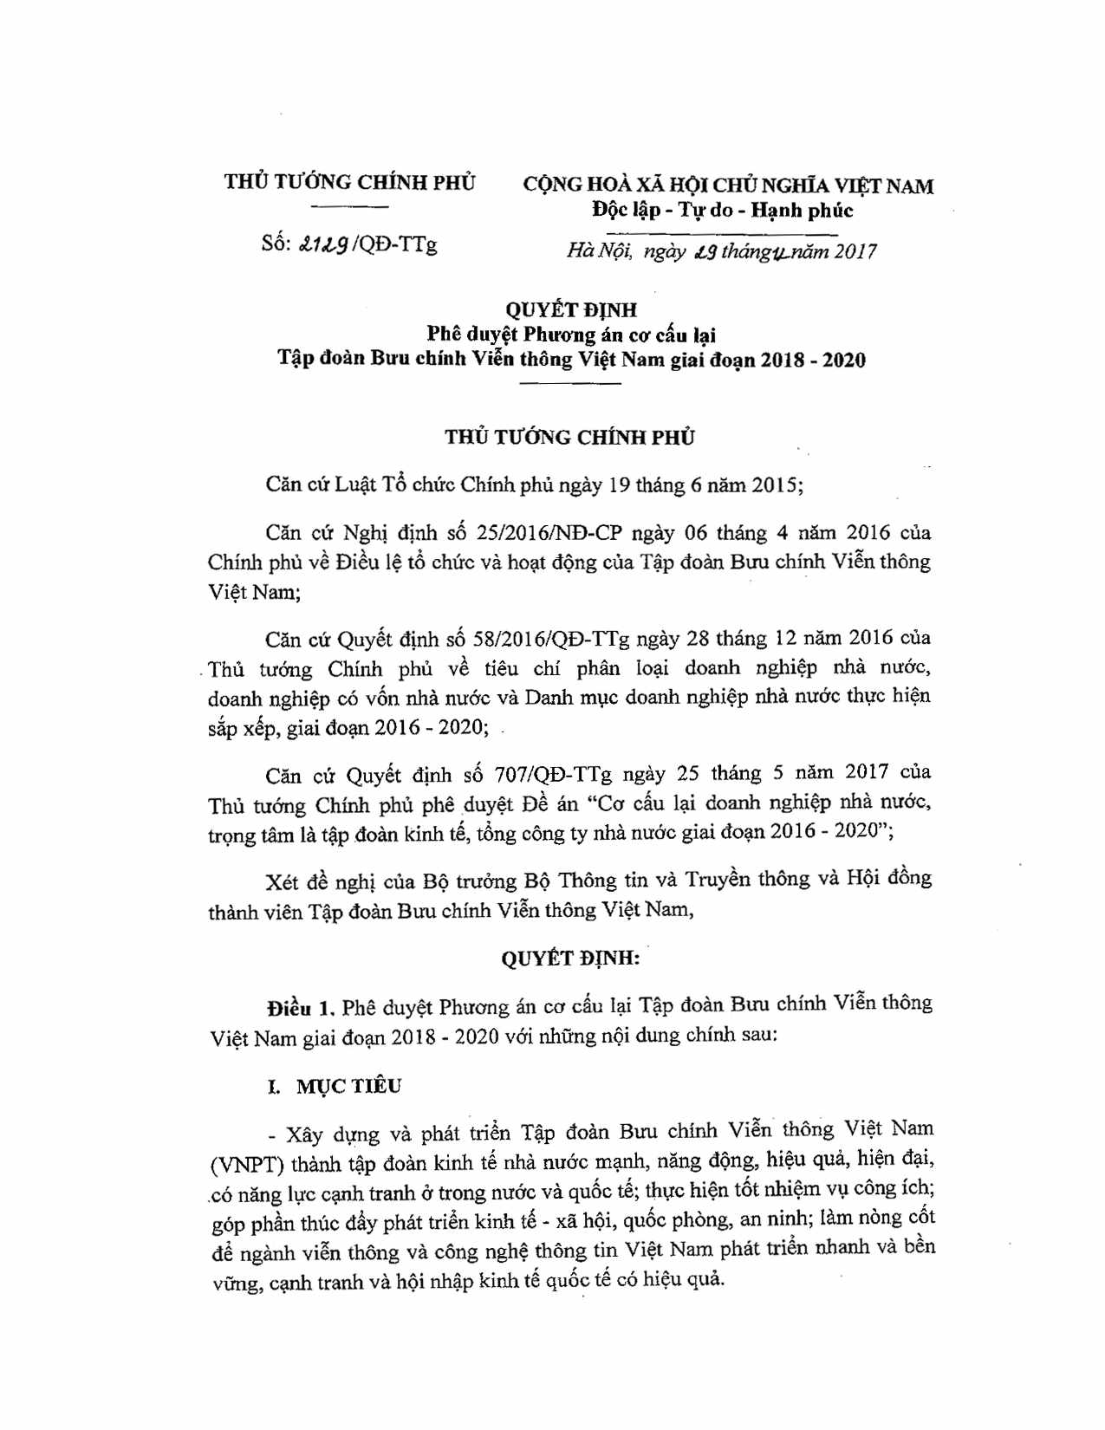 THỦ TƯỚNG CHÍNH PHỦ
CỘNG HOÀ XÃ HỘI CHỦ NGHĨA VIỆT NAM
Độc lập - Tự do - Hạnh phúc
Số: 2129/QĐ-TTg
Hà Nội, ngày 29 tháng 12 năm 2017
QUYẾT ĐỊNH
Phê duyệt Phương án cơ cấu lại
Tập đoàn Bưu chính Viễn thông Việt Nam giai đoạn 2018 - 2020
THỦ TƯỚNG CHÍNH PHỦ
Căn cứ Luật Tổ chức Chính phủ ngày 19 tháng 6 năm 2015;
Căn cứ Nghị định số 25/2016/NĐ-CP ngày 06 tháng 4 năm 2016 của
Chính phủ về Điều lệ tổ chức và hoạt động của Tập đoàn Bưu chính Viễn thông
Việt Nam;
Căn cứ Quyết định số 58/2016/QĐ-TTg ngày 28 tháng 12 năm 2016 của
Thủ tướng Chính phủ về tiêu chí phân loại doanh nghiệp nhà nước,
doanh nghiệp có vốn nhà nước và Danh mục doanh nghiệp nhà nước thực hiện
sắp xếp, giai đoạn 2016 - 2020;
Căn cứ Quyết định số 707/QĐ-TTg ngày 25 tháng 5 năm 2017 của
Thủ tướng Chính phủ phê duyệt Đề án “Cơ cấu lại doanh nghiệp nhà nước,
trọng tâm là tập đoàn kinh tế, tổng công ty nhà nước giai đoạn 2016 - 2020”;
Xét đề nghị của Bộ trưởng Bộ Thông tin và Truyền thông và Hội đồng
thành viên Tập đoàn Bưu chính Viễn thông Việt Nam,
QUYẾT ĐỊNH:
Điều 1. Phê duyệt Phương án cơ cấu lại Tập đoàn Bưu chính Viễn thông
Việt Nam giai đoạn 2018 - 2020 với những nội dung chính sau:
I. MỤC TIÊU
- Xây dựng và phát triển Tập đoàn Bưu chính Viễn thông Việt Nam
(VNPT) thành tập đoàn kinh tế nhà nước mạnh, năng động, hiệu quả, hiện đại,
có năng lực cạnh tranh ở trong nước và quốc tế; thực hiện tốt nhiệm vụ công ích;
góp phần thúc đẩy phát triển kinh tế - xã hội, quốc phòng, an ninh; làm nòng cốt
để ngành viễn thông và công nghệ thông tin Việt Nam phát triển nhanh và bền
vững, cạnh tranh và hội nhập kinh tế quốc tế có hiệu quả.